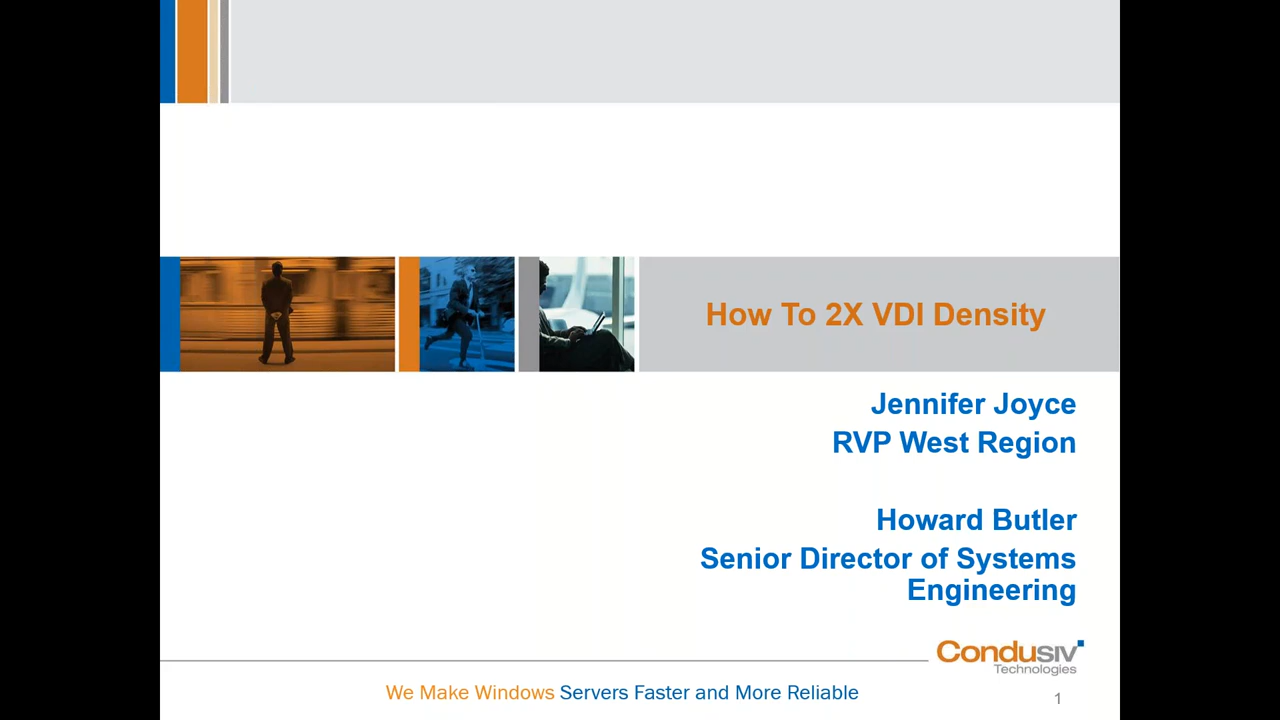 How To 2X VDI Density
Jennifer Joyce
RVP West Region
Howard Butler
Senior Director of Systems
Engineering
Condusiv
Technologies
We Make Windows Servers Faster and More Reliable
1